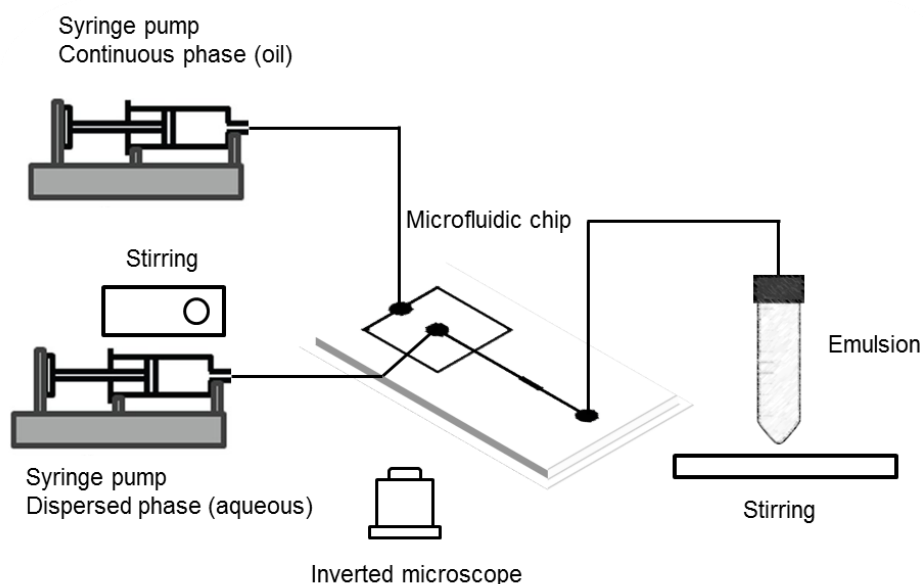 Syringe pump
Continuous phase (oil)
Microfluidic chip
Stirring
Emulsion
Syringe pump
Dispersed phase (aqueous)
Stirring
Inverted microscope